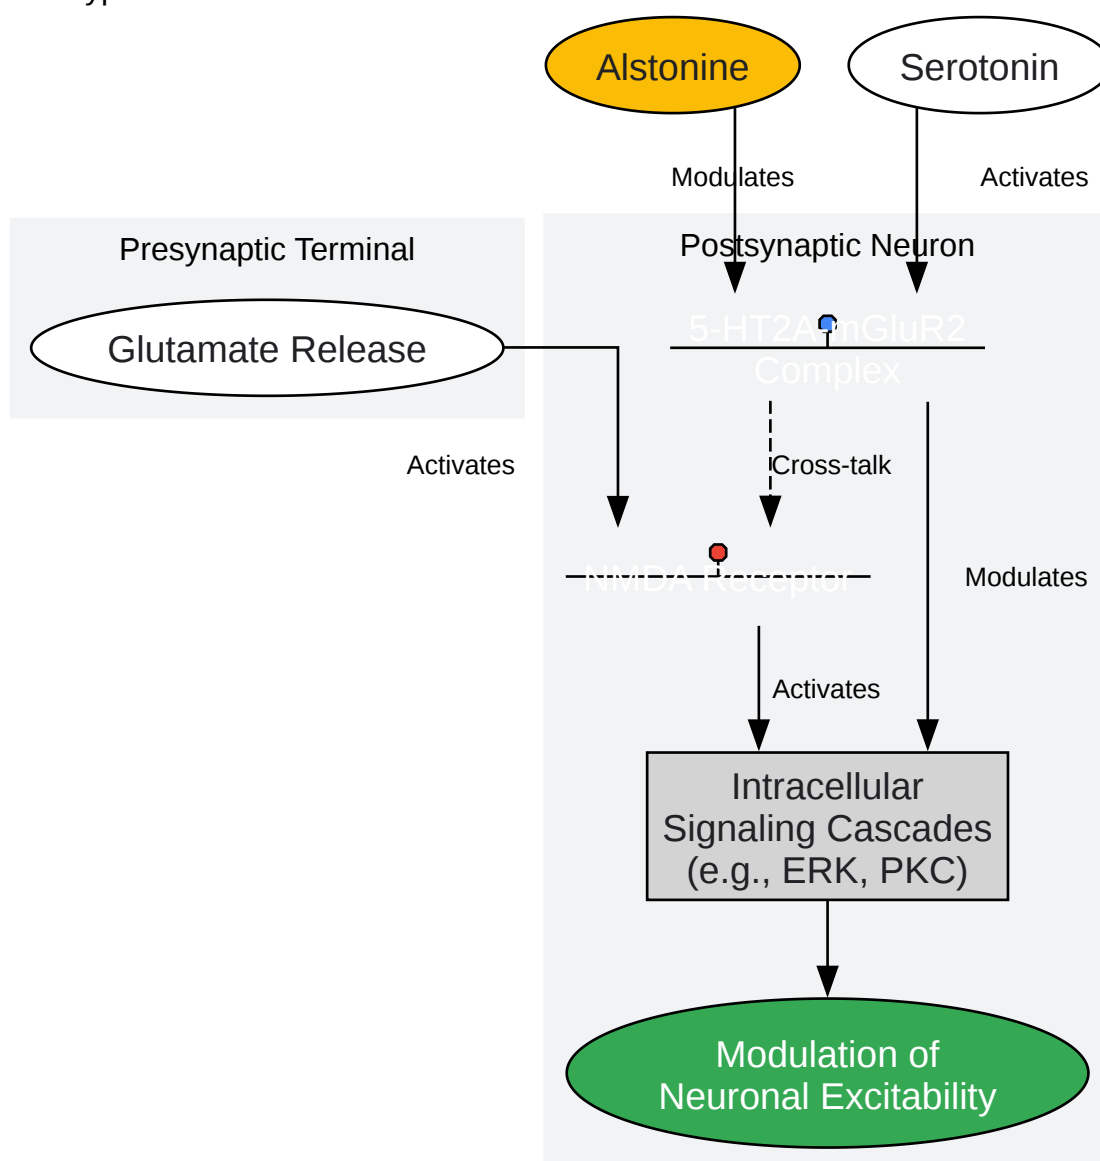 Alstonine
Serotonin
Modulates
Activates
Presynaptic Terminal
Postsynaptic Neuron
Glutamate Release
5-HT2A-mGluR2
Complex
Activates
Cross-talk
NMDA Receptor
Modulates
Activates
Intracellular
Signaling Cascades
(e.g., ERK, PKC)
Modulation of
Neuronal Excitability